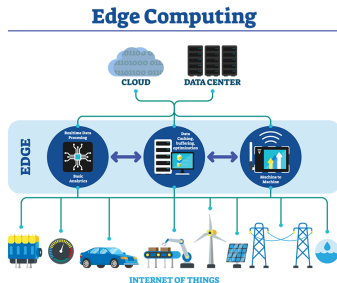 Edge Computing
CLOUD
DATA CENTER
EDGE
Realtime Data
Processing
Basic
Analytics
Data
Caching,
buffering,
optimization
Machine to
Machine
INTERNET OF THINGS